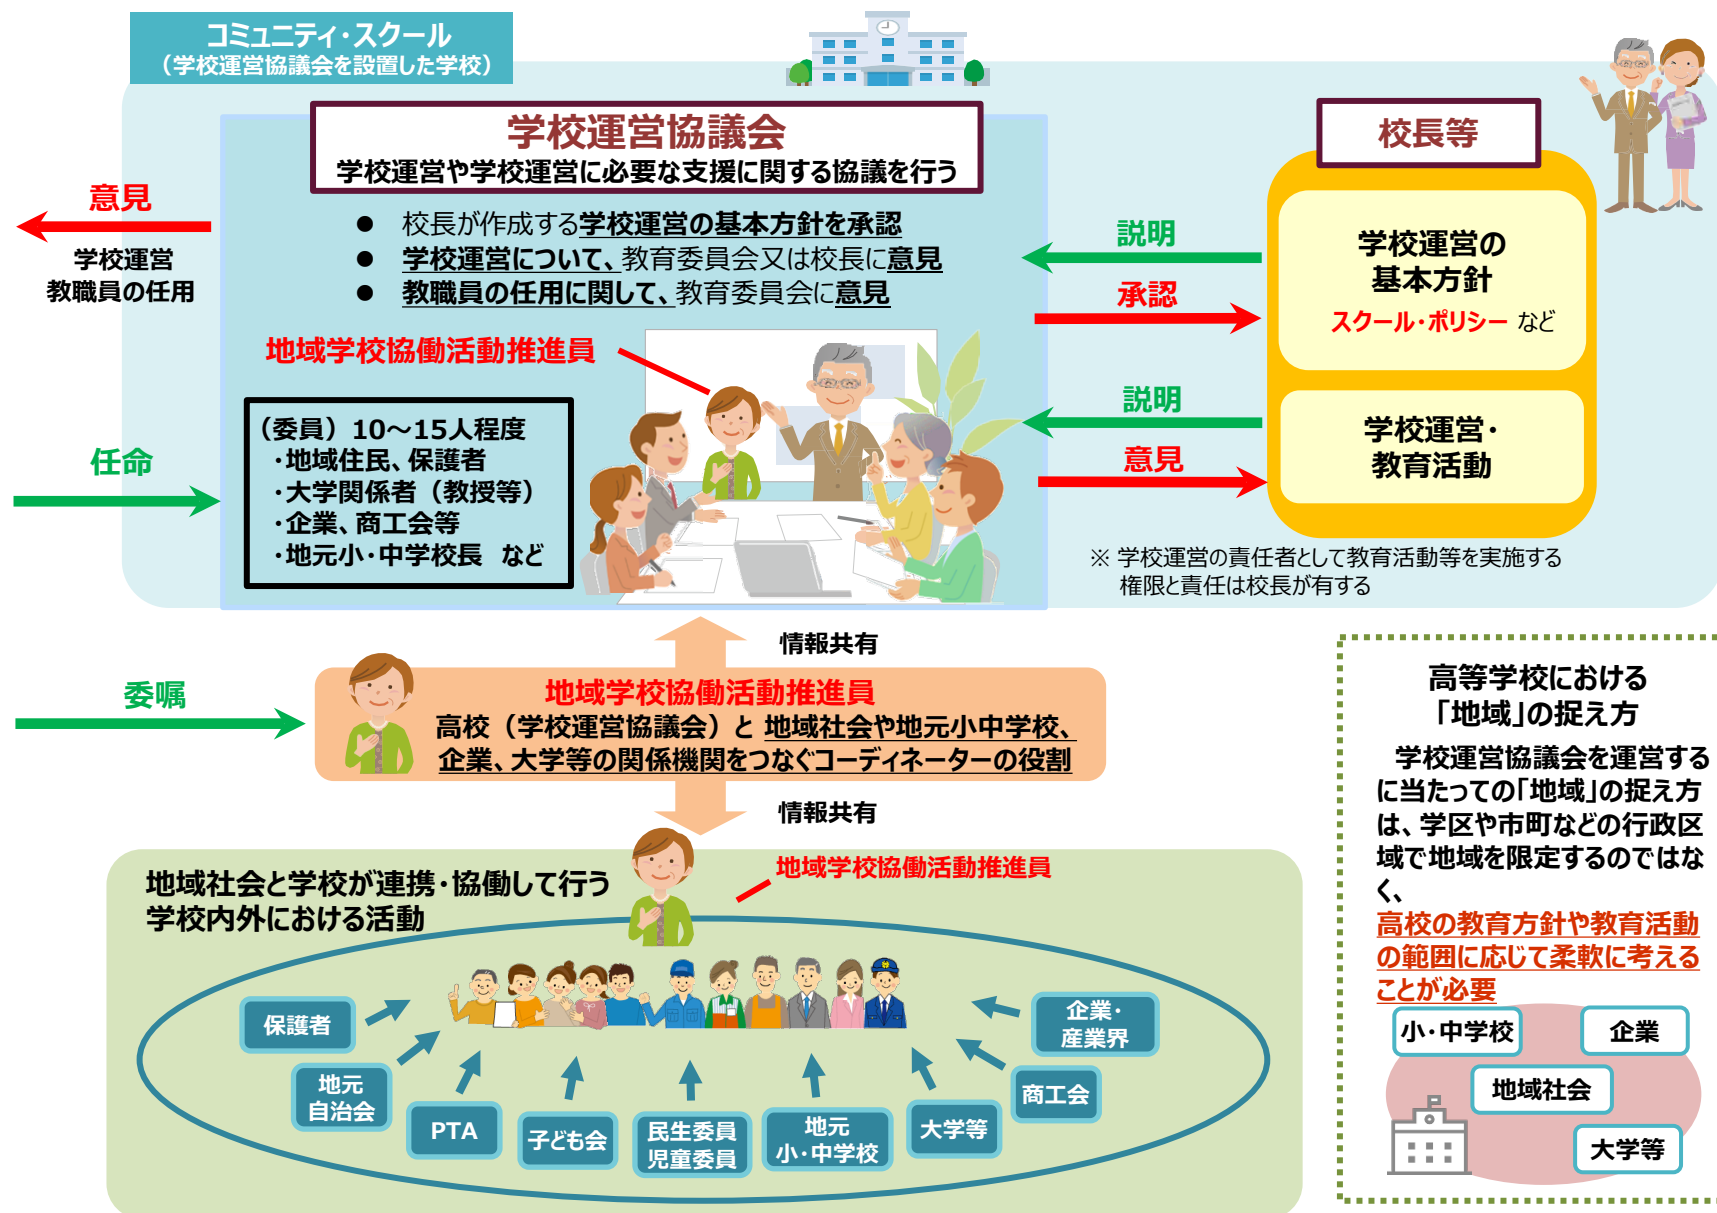 コミュニティ・スクール
（学校運営協議会を設置した学校）
学校運営協議会
学校運営や学校運営に必要な支援に関する協議を行う
● 校長が作成する学校運営の基本方針を承認
● 学校運営について、教育委員会又は校長に意見
● 教職員の任用に関して、教育委員会に意見
意見
学校運営
教職員の任用
地域学校協働活動推進員
（委員）10～15人程度
・地域住民、保護者
・大学関係者（教授等）
・企業、商工会等
・地元小・中学校長　など
任命
説明
承認
説明
意見
校長等
学校運営の
基本方針
スクール・ポリシー など
学校運営・
教育活動
※ 学校運営の責任者として教育活動等を実施する
権限と責任は校長が有する
情報共有
委嘱
地域学校協働活動推進員
高校（学校運営協議会）と 地域社会や地元小中学校、
企業、大学等の関係機関をつなぐコーディネーターの役割
情報共有
地域学校協働活動推進員
地域社会と学校が連携・協働して行う
学校内外における活動
保護者
地元
自治会
PTA
子ども会
民生委員
児童委員
地元
小・中学校
大学等
商工会
企業・
産業界
高等学校における
「地域」の捉え方
学校運営協議会を運営する
に当たっての「地域」の捉え方
は、学区や市町などの行政区
域で地域を限定するのではな
く、
高校の教育方針や教育活動
の範囲に応じて柔軟に考える
ことが必要
小・中学校
企業
地域社会
大学等